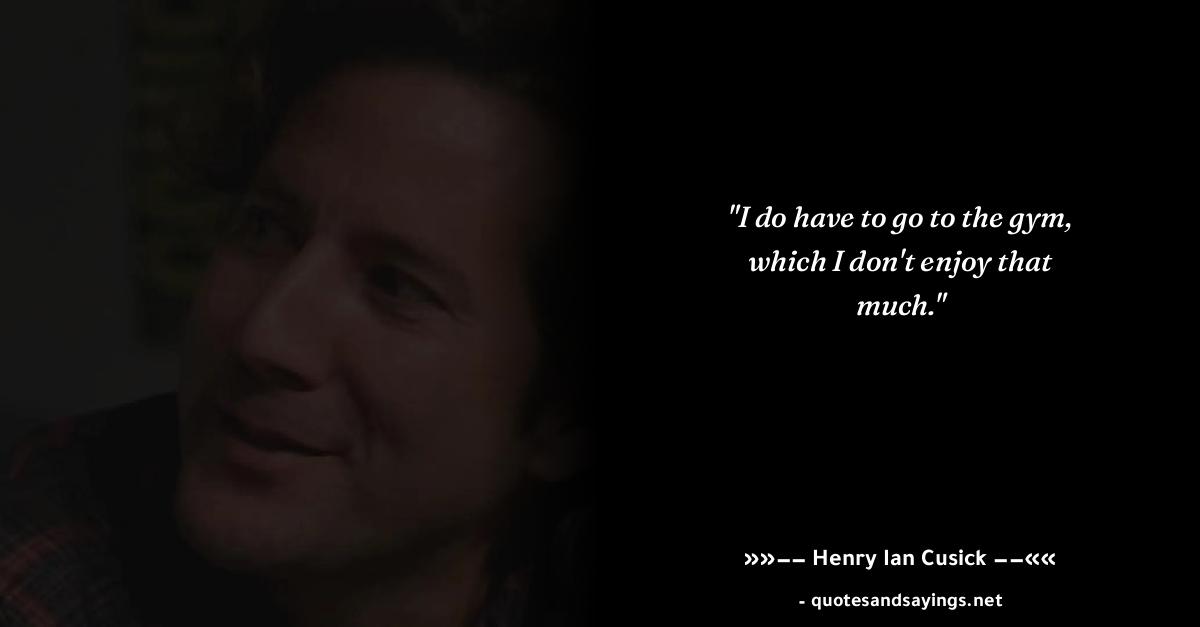 "I do have to go to the gym,
which I don't enjoy that
much."
»»−− Henry Ian Cusick −−««
- quotesandsayings.net